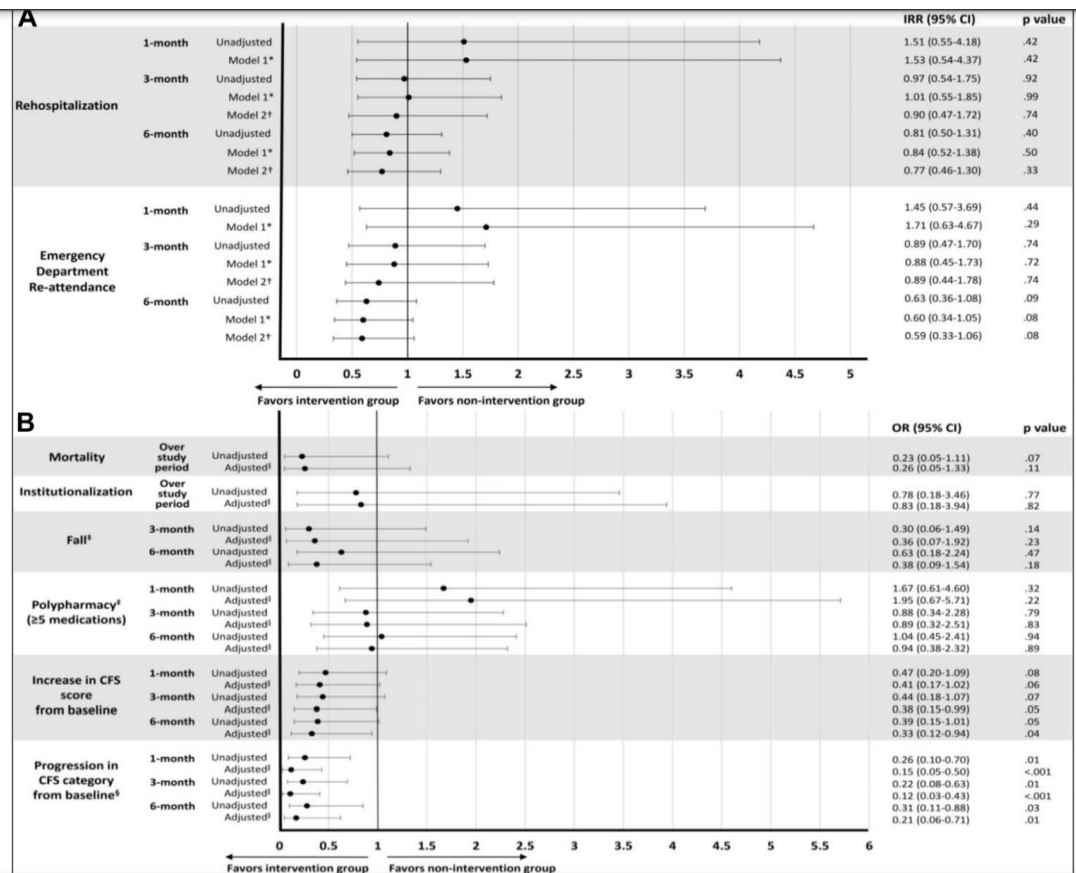 A
IRR (95% CI) p value
Rehospitalization
1-month Unadjusted 1.51 (0.55-4.18) .42
Model 1* 1.53 (0.54-4.37) .42
3-month Unadjusted 0.97 (0.54-1.75) .92
Model 1* 1.01 (0.55-1.85) .99
Model 2† 0.90 (0.47-1.72) .74
6-month Unadjusted 0.81 (0.50-1.31) .40
Model 1* 0.84 (0.52-1.38) .50
Model 2† 0.77 (0.46-1.30) .33
Emergency
Department
Re-attendance
1-month Unadjusted 1.45 (0.57-3.69) .44
Model 1* 1.71 (0.63-4.67) .29
3-month Unadjusted 0.89 (0.47-1.70) .74
Model 1* 0.88 (0.45-1.73) .72
Model 2† 0.89 (0.44-1.78) .74
6-month Unadjusted 0.63 (0.36-1.08) .09
Model 1* 0.60 (0.34-1.05) .08
Model 2† 0.59 (0.33-1.06) .08
0 0.5 1 1.5 2 2.5 3 3.5 4 4.5 5
Favors intervention group Favors non-intervention group
B
OR (95% CI) p value
Mortality
Over
study
period
Unadjusted 0.23 (0.05-1.11) .07
Adjusted‖ 0.26 (0.05-1.33) .11
Institutionalization
Over
study
period
Unadjusted 0.78 (0.18-3.46) .77
Adjusted‖ 0.83 (0.18-3.94) .82
Fall‡
3-month Unadjusted 0.30 (0.06-1.49) .14
Adjusted‖ 0.36 (0.07-1.92) .23
6-month Unadjusted 0.63 (0.18-2.24) .47
Adjusted‖ 0.38 (0.09-1.54) .18
Polypharmacy‡
(≥5 medications)
1-month Unadjusted 1.67 (0.61-4.60) .32
Adjusted‖ 1.95 (0.67-5.71) .22
3-month Unadjusted 0.88 (0.34-2.28) .79
Adjusted‖ 0.89 (0.32-2.51) .83
6-month Unadjusted 1.04 (0.45-2.41) .94
Adjusted‖ 0.94 (0.38-2.32) .89
Increase in CFS
score
from baseline
1-month Unadjusted 0.47 (0.20-1.09) .08
Adjusted‖ 0.41 (0.17-1.02) .06
3-month Unadjusted 0.44 (0.18-1.07) .07
Adjusted‖ 0.38 (0.15-0.99) .05
6-month Unadjusted 0.39 (0.15-1.01) .05
Adjusted‖ 0.33 (0.12-0.94) .04
Progression in
CFS category
from baseline§
1-month Unadjusted 0.26 (0.10-0.70) .01
Adjusted‖ 0.15 (0.05-0.50) <.001
3-month Unadjusted 0.22 (0.08-0.63) .01
Adjusted‖ 0.12 (0.03-0.43) <.001
6-month Unadjusted 0.31 (0.11-0.88) .03
Adjusted‖ 0.21 (0.06-0.71) .01
0 0.5 1 1.5 2 2.5 3 3.5 4 4.5 5 5.5 6
Favors intervention group Favors non-intervention group